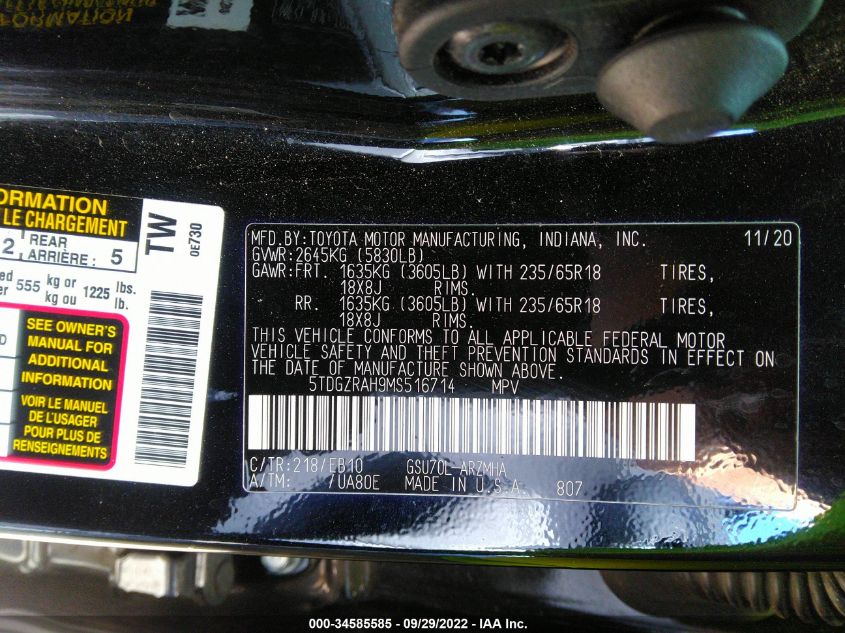 FORMATION
ORMATION
LE CHARGEMENT
2 REAR ARRIÈRE : 5
555 kg or kg ou 1225 lbs. lb.
SEE OWNER'S
MANUAL FOR
ADDITIONAL
INFORMATION
VOIR LE MANUEL
DE L'USAGER
POUR PLUS DE
RENSEIGNEMENTS
TW
0E730
MFD.BY:TOYOTA MOTOR MANUFACTURING, INDIANA, INC. 11/20
GVWR:2645KG (5830LB)
GAWR:FRT. 1635KG (3605LB) WITH 235/65R18 TIRES,
18X8J RIMS.
RR. 1635KG (3605LB) WITH 235/65R18 TIRES,
18X8J RIMS.
THIS VEHICLE CONFORMS TO ALL APPLICABLE FEDERAL MOTOR
VEHICLE SAFETY AND THEFT PREVENTION STANDARDS IN EFFECT ON
THE DATE OF MANUFACTURE SHOWN ABOVE.
5TDGZRAH9MS516714 MPV
C/TR:218/EB10 GSU70L-ARZMHA
A/TM: /UA80E MADE IN U.S.A. 807
000-34585585 - 09/29/2022 - IAA Inc.